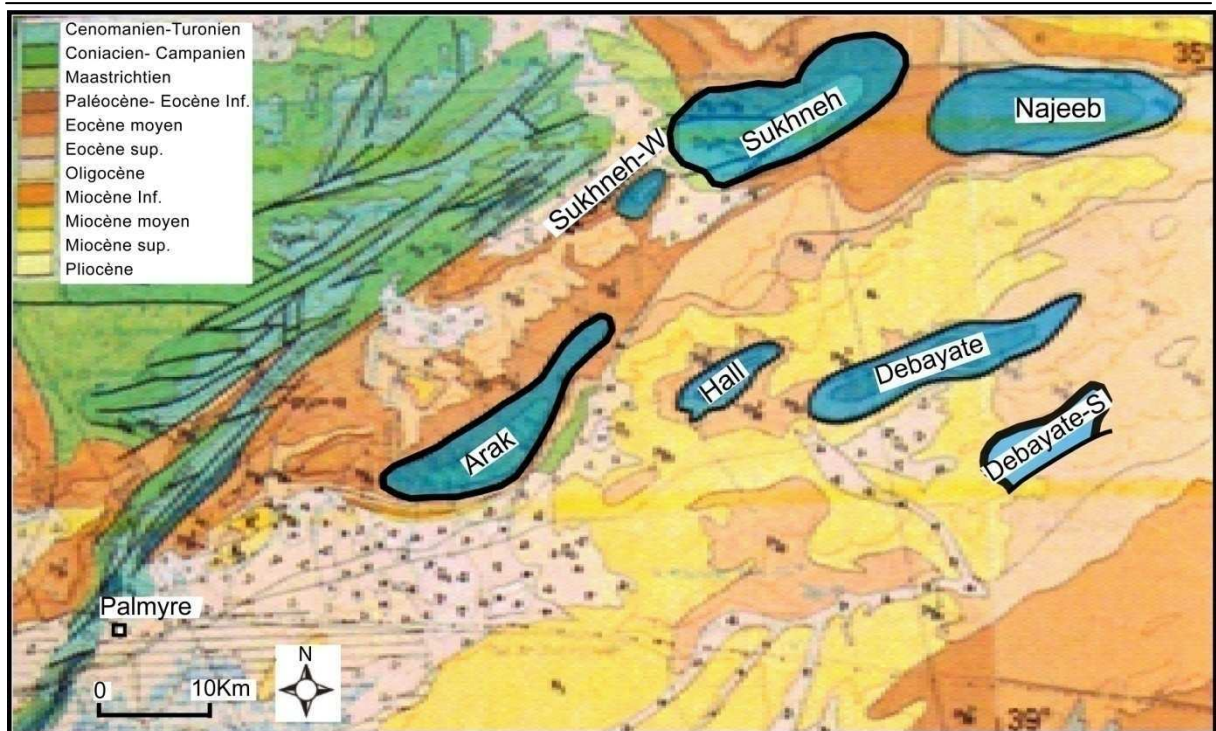 Cenomanien-Turonien
Coniacien- Campanien
Maastrichtien
Paléocène- Eocène Inf.
Eocène moyen
Eocène sup.
Oligocène
Miocène Inf.
Miocène moyen
Miocène sup.
Pliocène
35°
Sukhneh-W
Sukhneh
Najeeb
Arak
Hall
Debayate
Debayate-S
Palmyre
N
0 10Km
39°